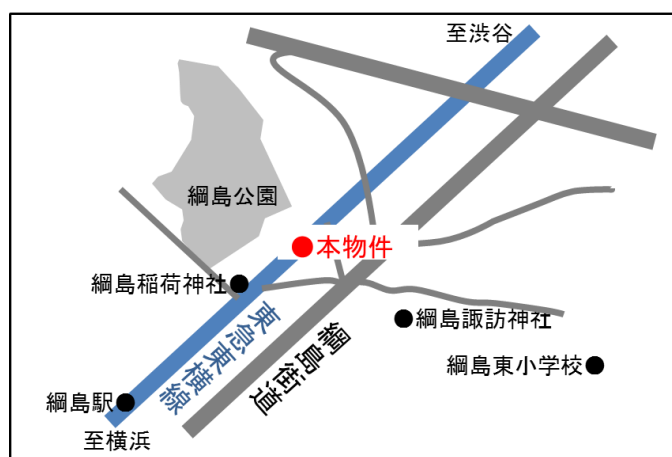 至渋谷
綱島公園
本物件
綱島稲荷神社
東急東横線
綱島街道
綱島諏訪神社
綱島東小学校
綱島駅
至横浜